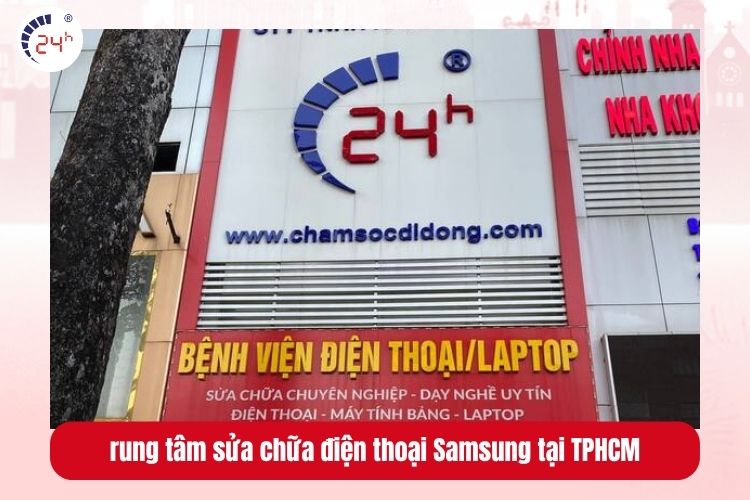 24h ®
24h ®
www.chamsocdidong.com
BỆNH VIỆN ĐIỆN THOẠI/LAPTOP
SỬA CHỮA CHUYÊN NGHIỆP - DẠY NGHỀ UY TÍN
ĐIỆN THOẠI - MÁY TÍNH BẢNG - LAPTOP
CHỈNH NHA
NHA KHO
rung tâm sửa chữa điện thoại Samsung tại TPHCM